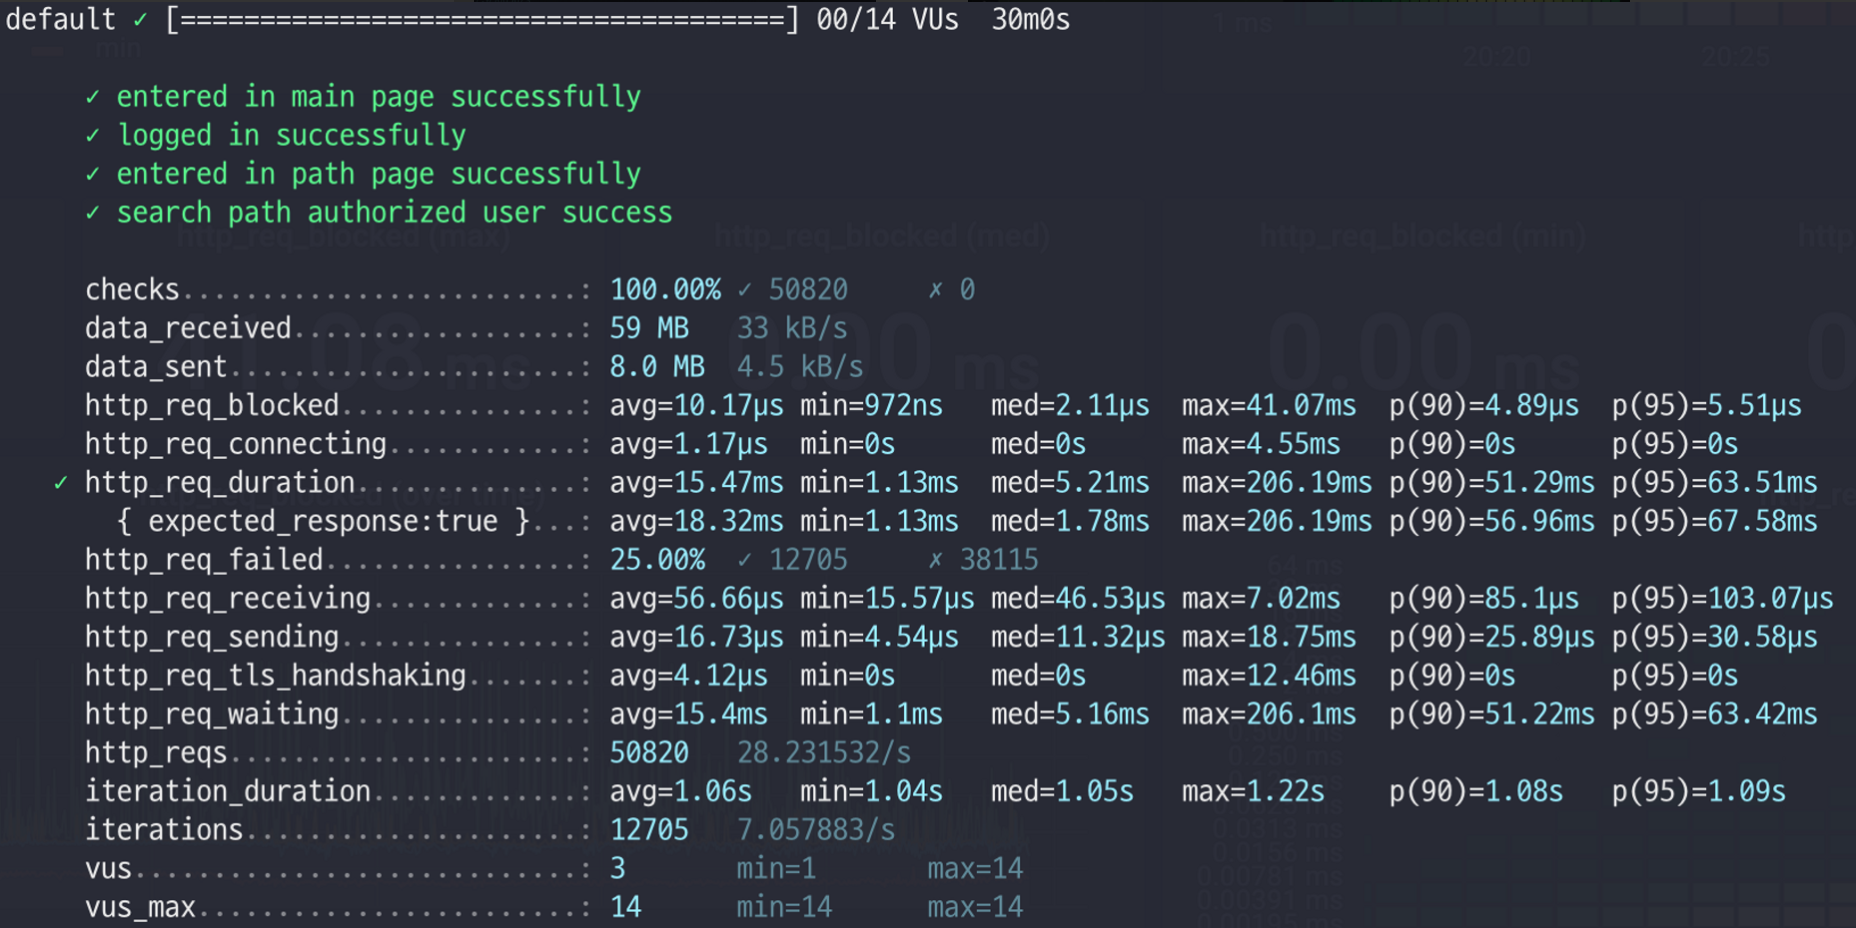 default ✓ [======================================] 00/14 VUs  30m0s
✓ entered in main page successfully
✓ logged in successfully
✓ entered in path page successfully
✓ search path authorized user success
checks.........................: 100.00% ✓ 50820     ✗ 0
data_received..................: 59 MB   33 kB/s
data_sent......................: 8.0 MB  4.5 kB/s
http_req_blocked...............: avg=10.17µs min=972ns   med=2.11µs  max=41.07ms  p(90)=4.89µs  p(95)=5.51µs
http_req_connecting............: avg=1.17µs  min=0s      med=0s      max=4.55ms   p(90)=0s      p(95)=0s
✓ http_req_duration..............: avg=15.47ms min=1.13ms  med=5.21ms  max=206.19ms p(90)=51.29ms p(95)=63.51ms
{ expected_response:true }...: avg=18.32ms min=1.13ms  med=1.78ms  max=206.19ms p(90)=56.96ms p(95)=67.58ms
http_req_failed................: 25.00%  ✓ 12705     ✗ 38115
http_req_receiving.............: avg=56.66µs min=15.57µs med=46.53µs max=7.02ms   p(90)=85.1µs  p(95)=103.07µs
http_req_sending...............: avg=16.73µs min=4.54µs  med=11.32µs max=18.75ms  p(90)=25.89µs p(95)=30.58µs
http_req_tls_handshaking.......: avg=4.12µs  min=0s      med=0s      max=12.46ms  p(90)=0s      p(95)=0s
http_req_waiting...............: avg=15.4ms  min=1.1ms   med=5.16ms  max=206.1ms  p(90)=51.22ms p(95)=63.42ms
http_reqs......................: 50820   28.231532/s
iteration_duration.............: avg=1.06s   min=1.04s   med=1.05s   max=1.22s    p(90)=1.08s   p(95)=1.09s
iterations.....................: 12705   7.057883/s
vus............................: 3       min=1       max=14
vus_max........................: 14      min=14      max=14